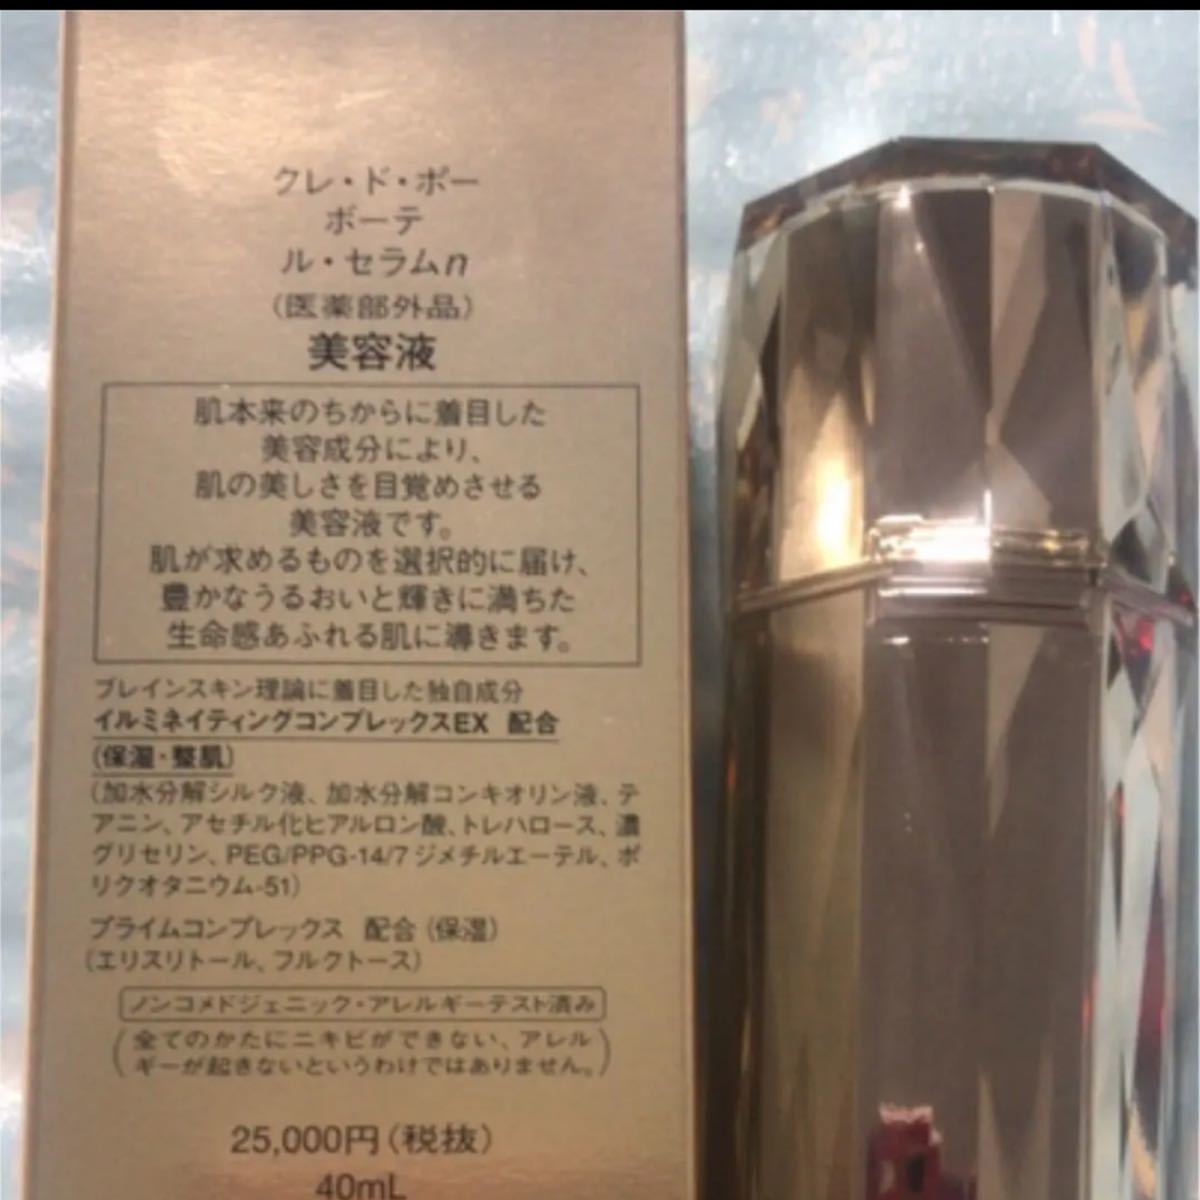 クレ・ド・ポー
ボーテ
ル・セラムn
（医薬部外品）
美容液
肌本来のちからに着目した
美容成分により、
肌の美しさを目覚めさせる
美容液です。
肌が求めるものを選択的に届け、
豊かなうるおいと輝きに満ちた
生命感あふれる肌に導きます。
ブレインスキン理論に着目した独自成分
イルミネイティングコンプレックスEX 配合
（保湿・整肌）
（加水分解シルク液、加水分解コンキオリン液、テ
アニン、アセチル化ヒアルロン酸、トレハロース、濃
グリセリン、PEG/PPG-14/7ジメチルエーテル、ポ
リクオタニウム-51）
プライムコンプレックス 配合（保湿）
（エリスリトール、フルクトース）
ノンコメドジェニック・アレルギーテスト済み
（全てのかたにニキビができない、アレル
ギーが起きないというわけではありません。）
25,000円（税抜）
40mL